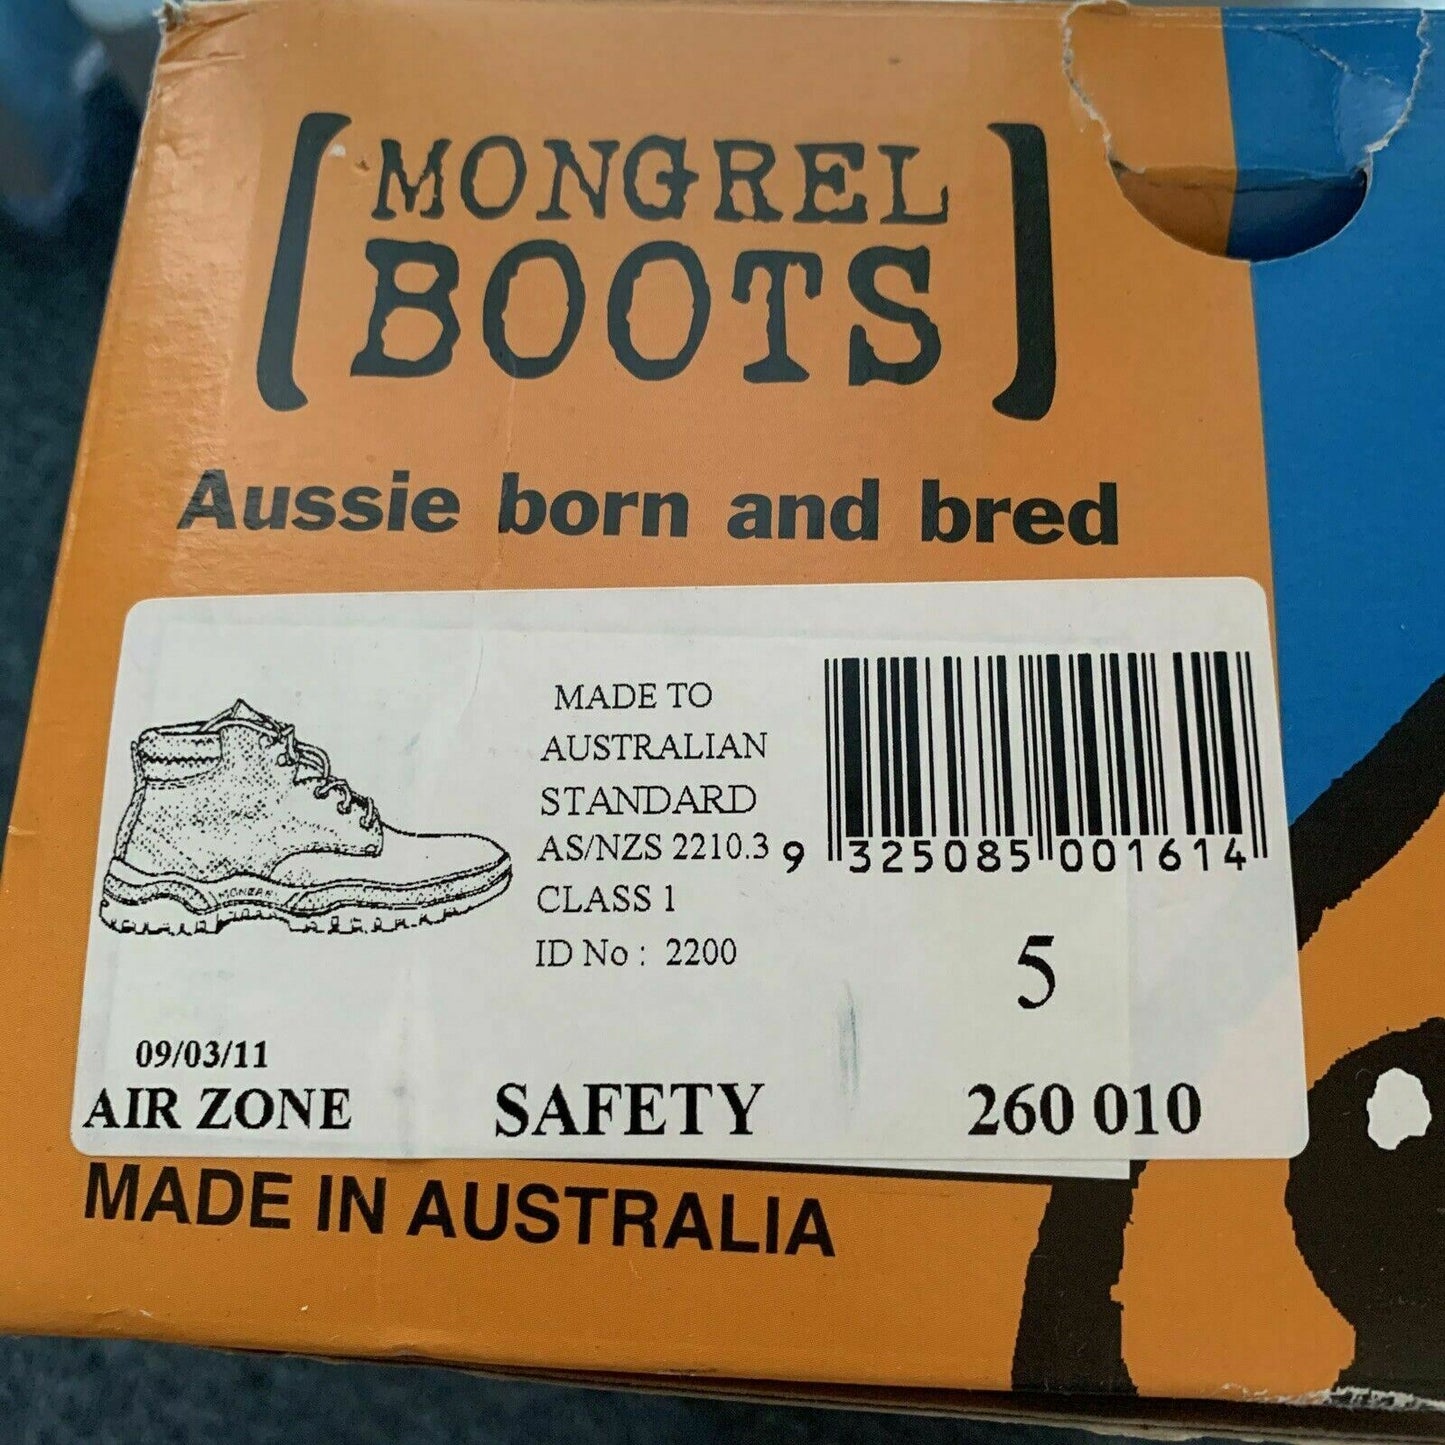 MONGREL
BOOTS
Aussie born and bred
MADE TO
AUSTRALIAN
STANDARD
AS/NZS 2210.3
CLASS 1
ID No : 2200
9 325085 001614
5
MONGREL
09/03/11
AIR ZONE SAFETY 260 010
MADE IN AUSTRALIA